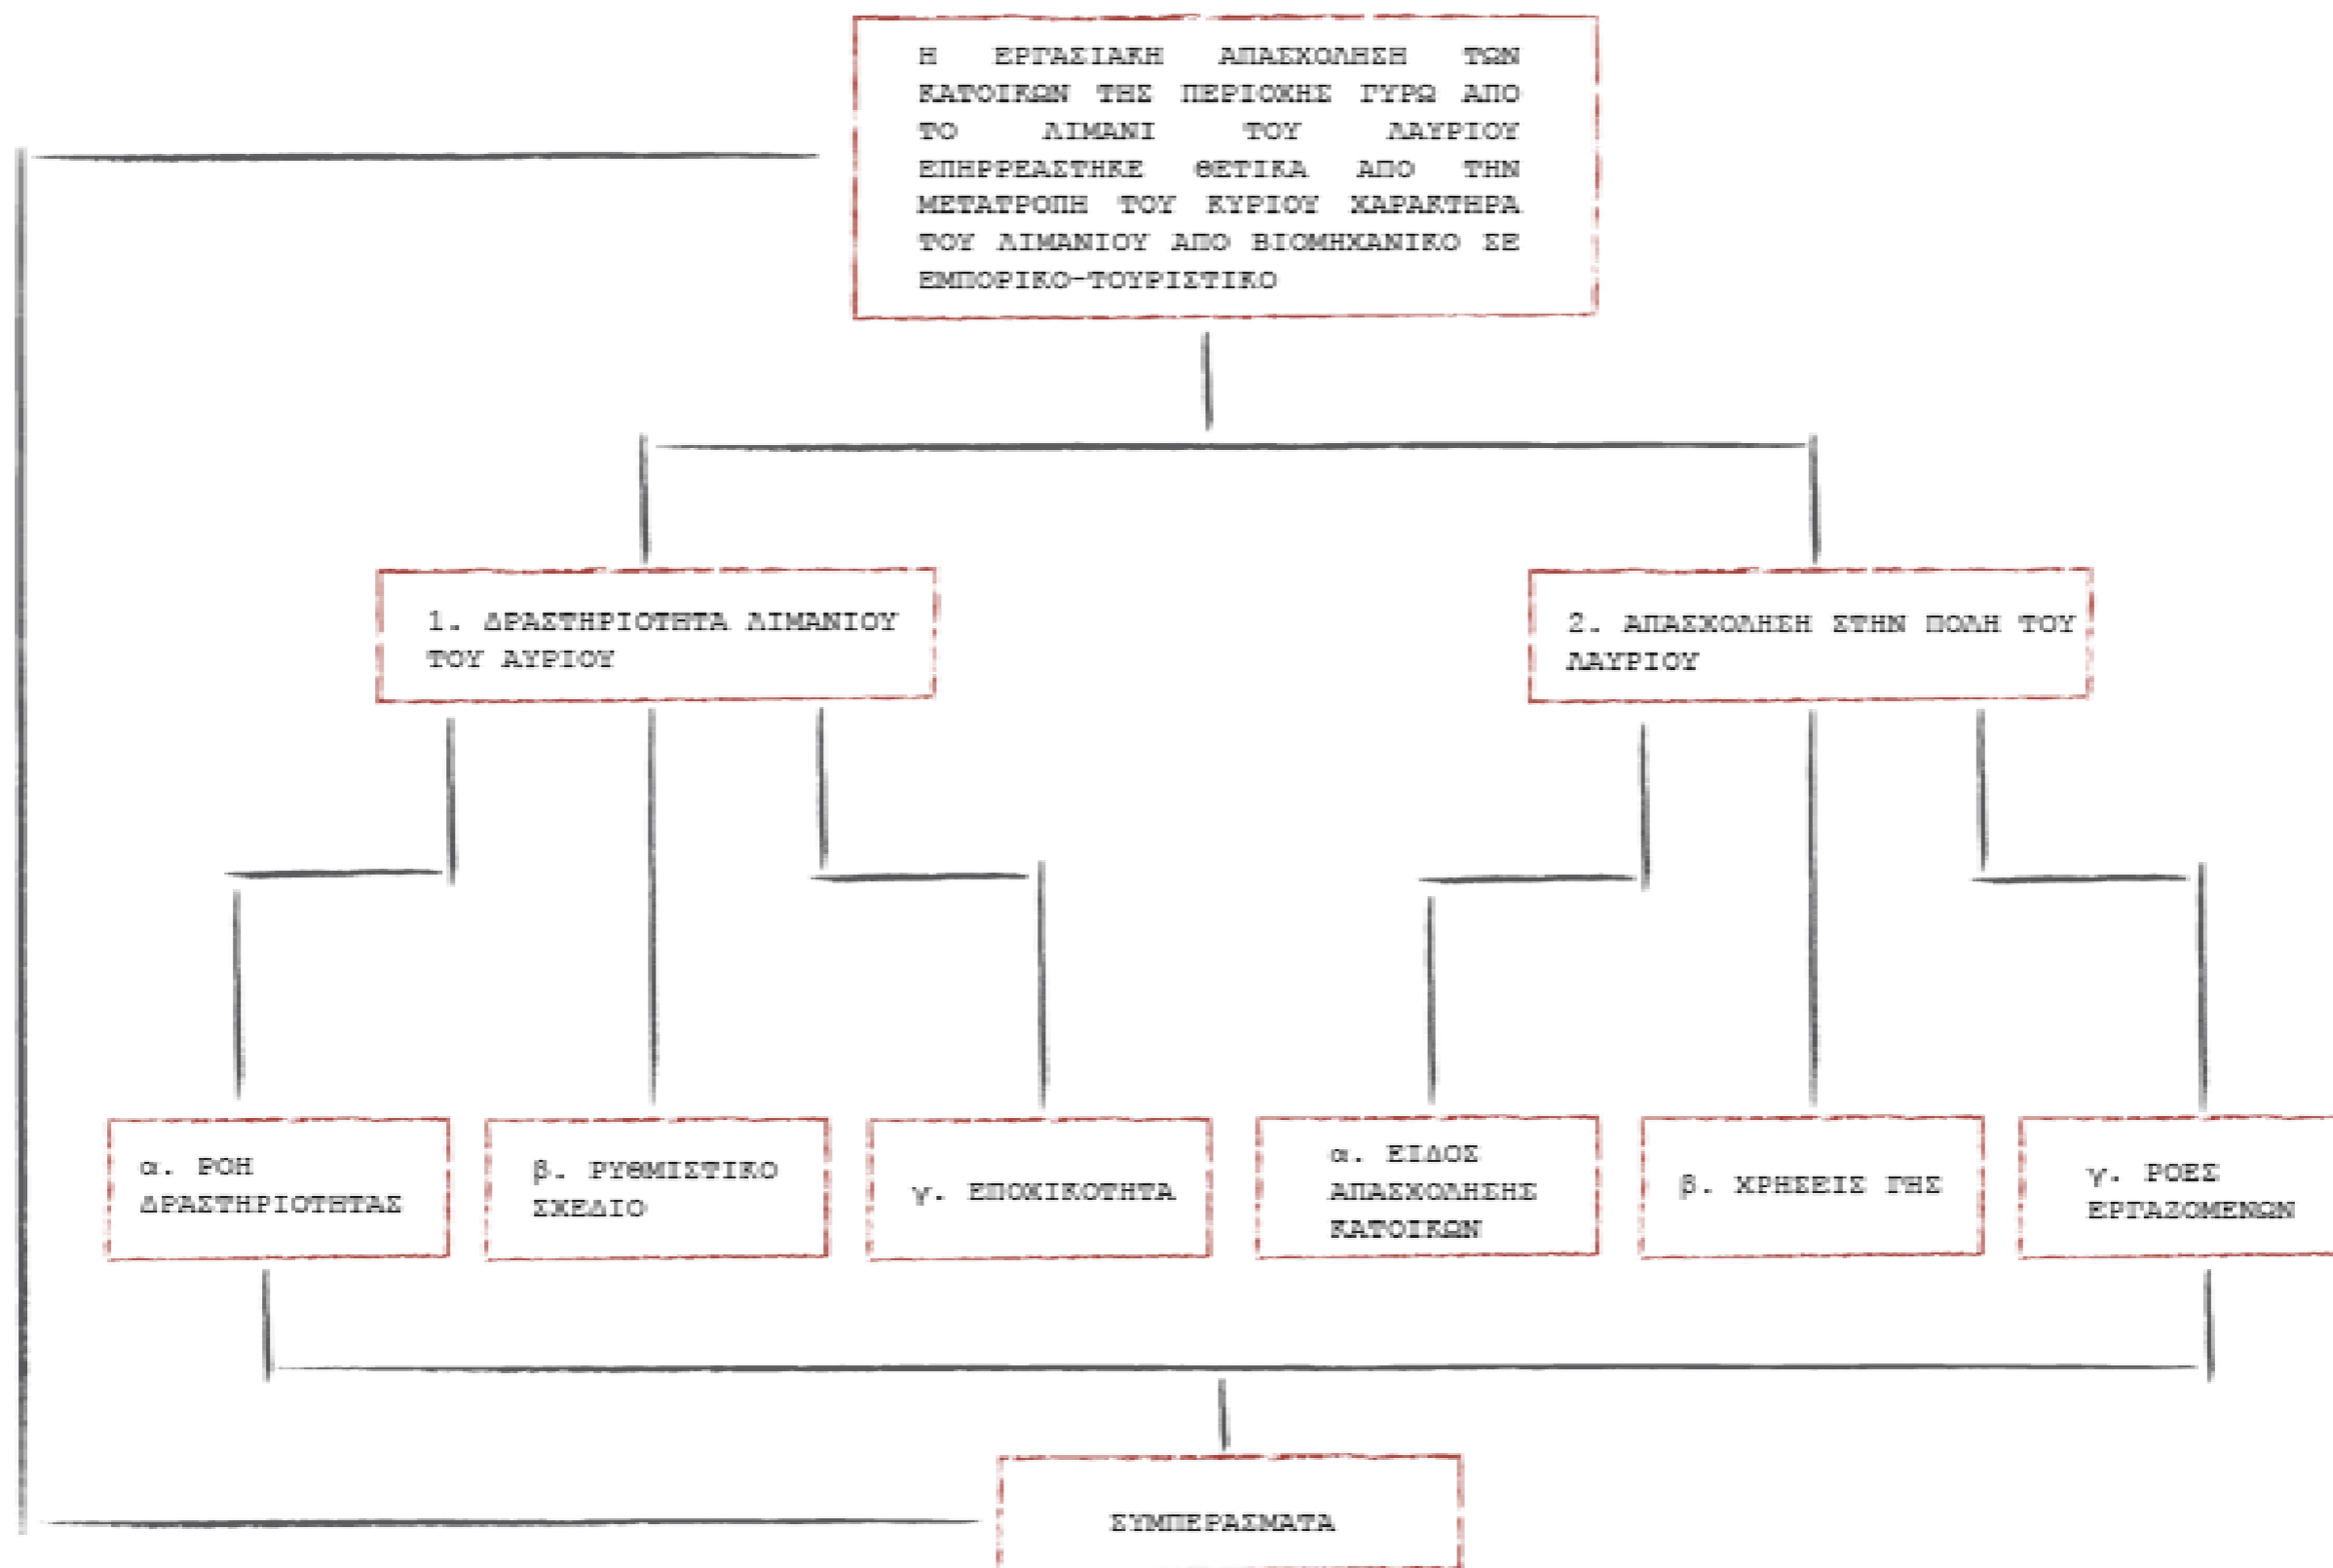 Η ΕΡΓΑΣΙΑΚΗ ΑΠΑΣΧΟΛΗΣΗ ΤΩΝ
ΚΑΤΟΙΚΩΝ ΤΗΣ ΠΕΡΙΟΧΗΣ ΓΥΡΩ ΑΠΟ
ΤΟ ΛΙΜΑΝΙ ΤΟΥ ΛΑΥΡΙΟΥ
ΕΠΗΡΡΕΑΣΤΗΚΕ ΘΕΤΙΚΑ ΑΠΟ ΤΗΝ
ΜΕΤΑΤΡΟΠΗ ΤΟΥ ΚΥΡΙΟΥ ΧΑΡΑΚΤΗΡΑ
ΤΟΥ ΛΙΜΑΝΙΟΥ ΑΠΟ ΒΙΟΜΗΧΑΝΙΚΟ ΣΕ
ΕΜΠΟΡΙΚΟ-ΤΟΥΡΙΣΤΙΚΟ
1. ΔΡΑΣΤΗΡΙΟΤΗΤΑ ΛΙΜΑΝΙΟΥ
ΤΟΥ ΛΥΡΙΟΥ
2. ΑΠΑΣΧΟΛΗΣΗ ΣΤΗΝ ΠΟΛΗ ΤΟΥ
ΛΑΥΡΙΟΥ
α. ΡΟΗ
ΔΡΑΣΤΗΡΙΟΤΗΤΑΣ
β. ΡΥΘΜΙΣΤΙΚΟ
ΣΧΕΔΙΟ
γ. ΕΠΟΧΙΚΟΤΗΤΑ
α. ΕΙΔΟΣ
ΑΠΑΣΧΟΛΗΣΗΣ
ΚΑΤΟΙΚΩΝ
β. ΧΡΗΣΕΙΣ ΓΗΣ
γ. ΡΟΕΣ
ΕΡΓΑΖΟΜΕΝΩΝ
ΣΥΜΠΕΡΑΣΜΑΤΑ